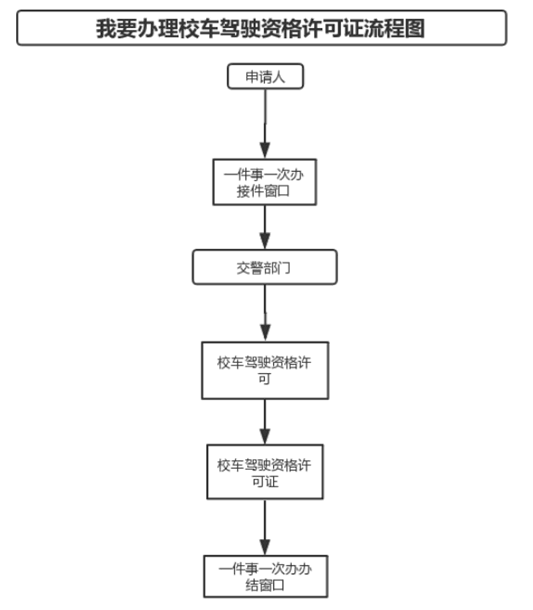 我要办理校车驾驶资格许可证流程图
申请人
一件事一次办
接件窗口
交警部门
校车驾驶资格许
可
校车驾驶资格许
可证
一件事一次办办
结窗口